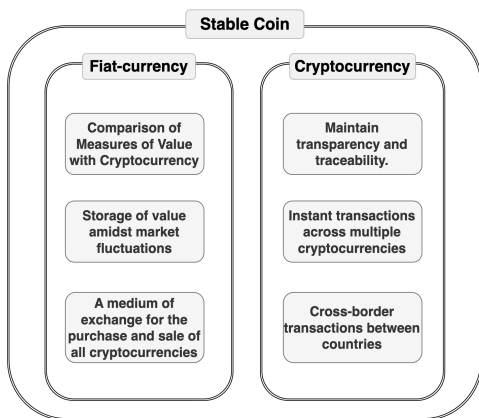 Stable Coin
Fiat-currency
Comparison of
Measures of Value
with Cryptocurrency
Storage of value
amidst market
fluctuations
A medium of
exchange for the
purchase and sale of
all cryptocurrencies
Cryptocurrency
Maintain
transparency and
traceability.
Instant transactions
across multiple
cryptocurrencies
Cross-border
transactions between
countries